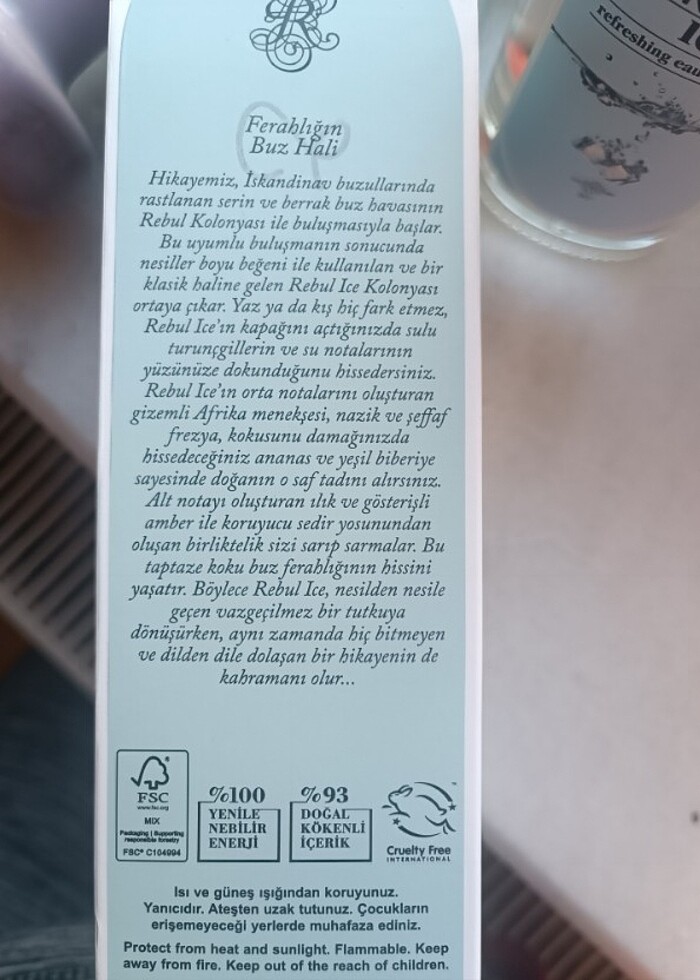 R
Ferahlığın
Buz Hali
Hikayemiz, İskandinav buzullarında
rastlanan serin ve berrak buz havasının
Rebul Kolonyası ile buluşmasıyla başlar.
Bu uyumlu buluşmanın sonucunda
nesiller boyu beğeni ile kullanılan ve bir
klasik haline gelen Rebul Ice Kolonyası
ortaya çıkar. Yaz ya da kış hiç fark etmez,
Rebul Ice'ın kapağını açtığınızda sulu
turunçgillerin ve su notalarının
yüzünüze dokunduğunu hissedersiniz.
Rebul Ice'ın orta notalarını oluşturan
gizemli Afrika menekşesi, nazik ve şeffaf
frezya, kokusunu damağınızda
hissedeceğiniz ananas ve yeşil biberiye
sayesinde doğanın o saf tadını alırsınız.
Alt notayı oluşturan ılık ve gösterişli
amber ile koruyucu sedir yosunundan
oluşan birliktelik sizi sarıp sarmalar. Bu
taptaze koku buz ferahlığının hissini
yaşatır. Böylece Rebul Ice, nesilden nesile
geçen vazgeçilmez bir tutkuya
dönüşürken, aynı zamanda hiç bitmeyen
ve dilden dile dolaşan bir hikayenin de
kahramanı olur...
FSC
www.fsc.org
MIX
Packaging | Supporting
responsible forestry
FSC® C104994
%100
YENİLE
NEBİLİR
ENERJİ
%93
DOĞAL
KÖKENLİ
İÇERİK
Cruelty Free
INTERNATIONAL
Isı ve güneş ışığından koruyunuz.
Yanıcıdır. Ateşten uzak tutunuz. Çocukların
erişemeyeceği yerlerde muhafaza ediniz.
Protect from heat and sunlight. Flammable. Keep
away from fire. Keep out of the reach of children.
refreshing eau